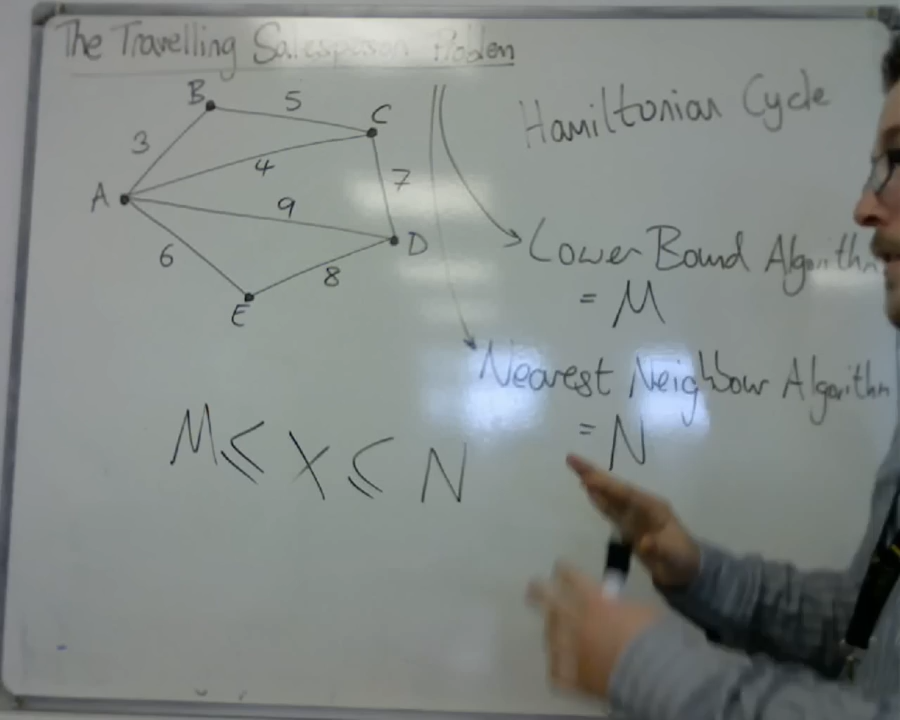 The Travelling Salesperson Problem
Hamiltonian Cycle
B
5
C
3
4
7
A
9
D
6
8
E
Lower Bound Algorithm
= M
Nearest Neighbour Algorithm
= N
M ≤ X ≤ N